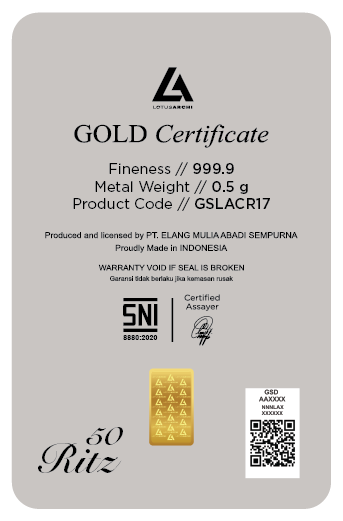 LOTUSARCHI
GOLD Certificate
Fineness // 999.9
Metal Weight // 0.5 g
Product Code // GSLACR17
Produced and licensed by PT. ELANG MULIA ABADI SEMPURNA
Proudly Made in INDONESIA
WARRANTY VOID IF SEAL IS BROKEN
Garansi tidak berlaku jika kemasan rusak
SNI
8880:2020
Certified
Assayer
GSD
AAXXXX
NNNLAX
XXXXXX
50
Ritz